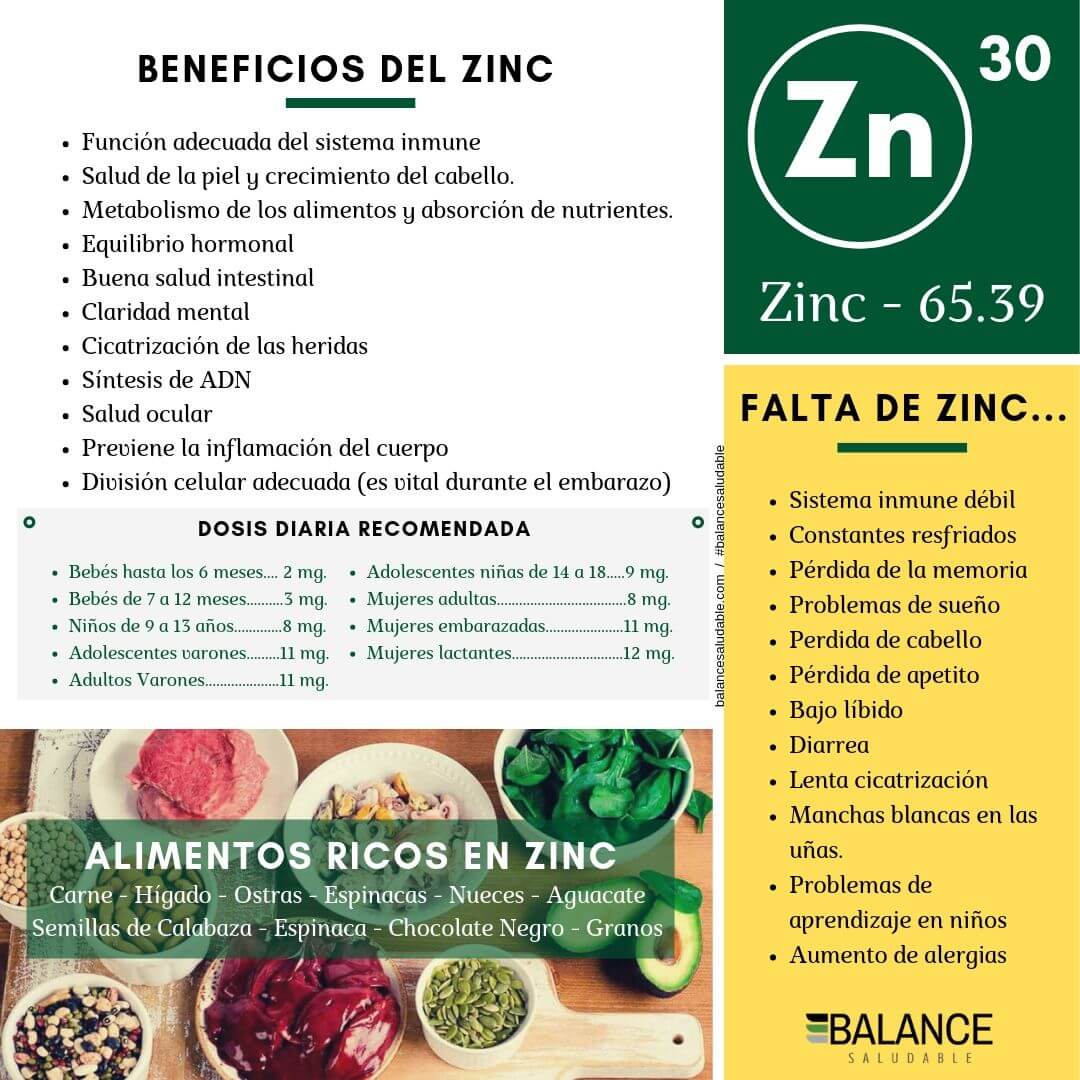 BENEFICIOS DEL ZINC
• Función adecuada del sistema inmune
• Salud de la piel y crecimiento del cabello.
• Metabolismo de los alimentos y absorción de nutrientes.
• Equilibrio hormonal
• Buena salud intestinal
• Claridad mental
• Cicatrización de las heridas
• Síntesis de ADN
• Salud ocular
• Previene la inflamación del cuerpo
• División celular adecuada (es vital durante el embarazo)
DOSIS DIARIA RECOMENDADA
• Bebés hasta los 6 meses.... 2 mg.
• Bebés de 7 a 12 meses..........3 mg.
• Niños de 9 a 13 años.............8 mg.
• Adolescentes varones.........11 mg.
• Adultos Varones....................11 mg.
• Adolescentes niñas de 14 a 18.....9 mg.
• Mujeres adultas...................................8 mg.
• Mujeres embarazadas.....................11 mg.
• Mujeres lactantes..............................12 mg.
ALIMENTOS RICOS EN ZINC
Carne - Hígado - Ostras - Espinacas - Nueces - Aguacate
Semillas de Calabaza - Espinaca - Chocolate Negro - Granos
balancesaludable.com / #balancesaludable
30
Zn
Zinc - 65.39
FALTA DE ZINC...
• Sistema inmune débil
• Constantes resfriados
• Pérdida de la memoria
• Problemas de sueño
• Perdida de cabello
• Pérdida de apetito
• Bajo líbido
• Diarrea
• Lenta cicatrización
• Manchas blancas en las
uñas.
• Problemas de
aprendizaje en niños
• Aumento de alergias
BALANCE
SALUDABLE